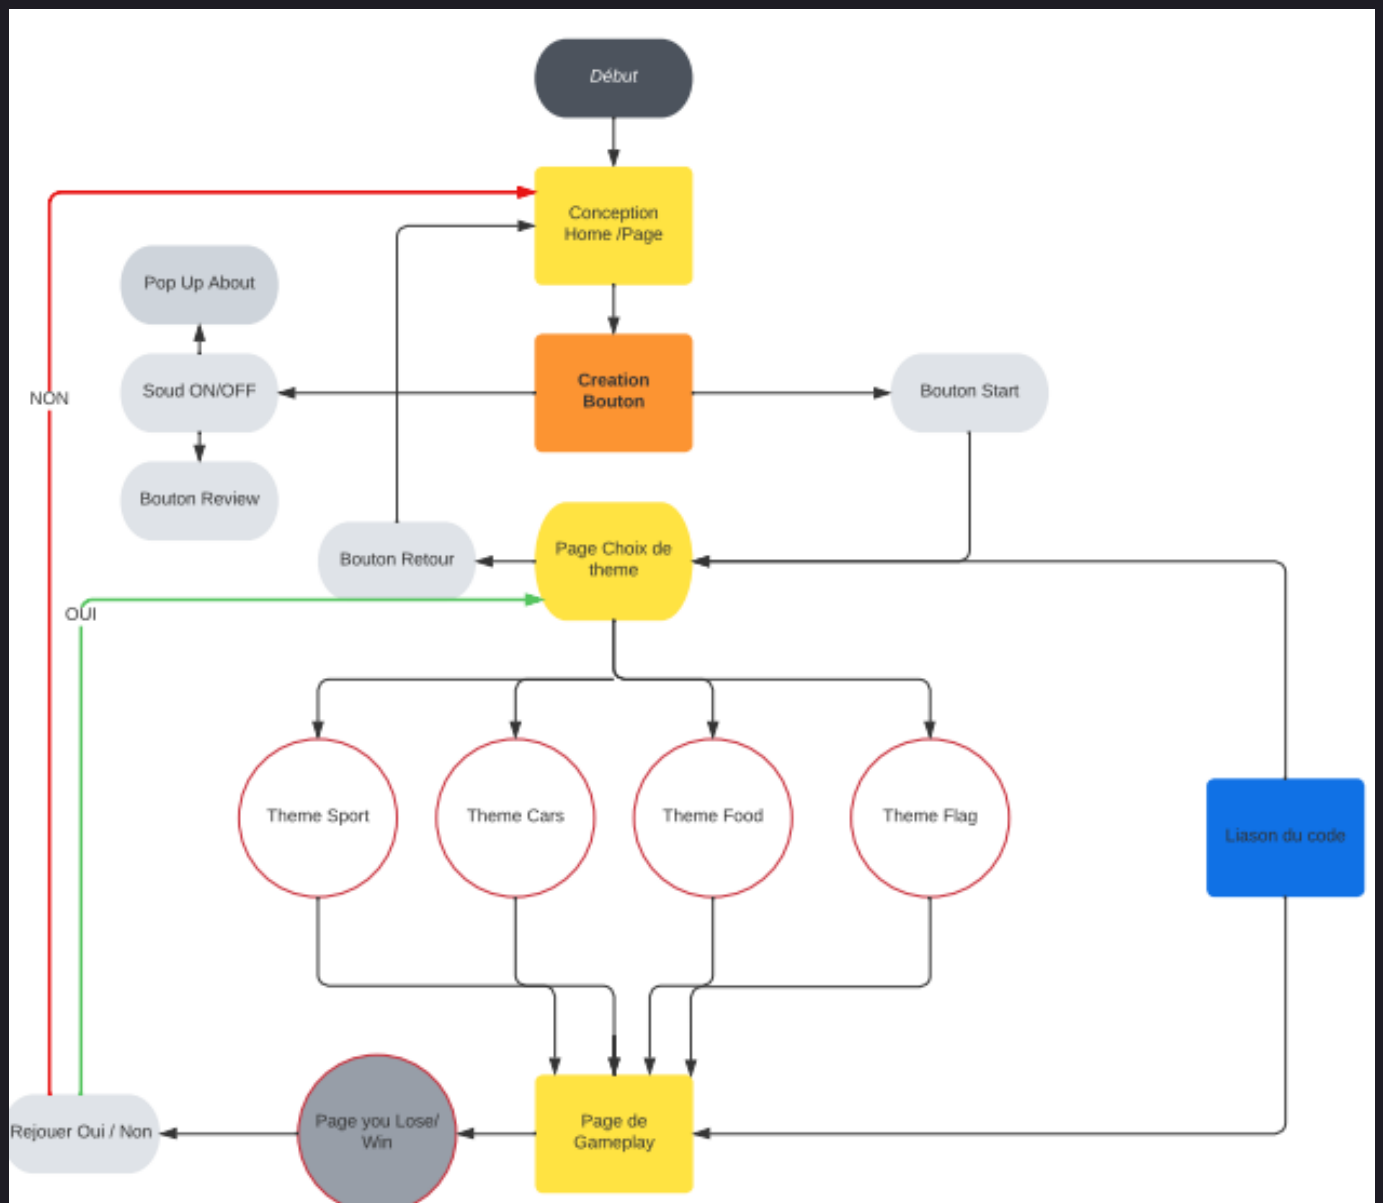 Début
Conception
Home /Page
Pop Up About
Creation
Bouton
Soud ON/OFF
Bouton Start
NON
Bouton Review
Page Choix de
theme
Bouton Retour
OUI
Theme Sport
Theme Cars
Theme Food
Theme Flag
Liason du code
Page you Lose/
Win
Page de
Gameplay
Rejouer Oui / Non